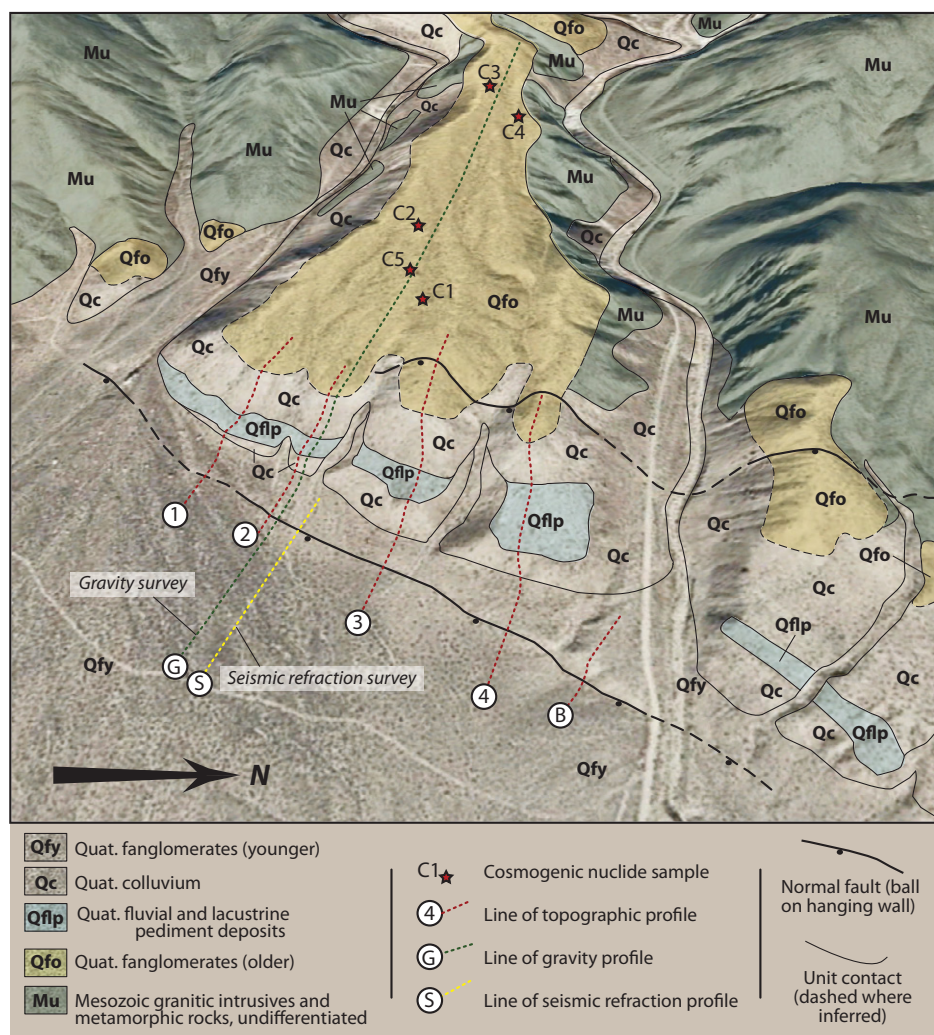 Qc
Qfo
Mu
Qc
Mu
Mu
Mu
C3
Qc
Mu
C4
Mu
Mu
Qc
Mu
Mu
Qc
C2
Qc
Qfo
Qfo
Qfy
C5
Qc
C1
Qfo
Mu
Mu
Qc
Qc
Qfo
Qc
Qc
Qflp
Qc
Qflp
Qc
Qc
Qflp
Qfo
Qc
Qc
Qfo
1
2
Gravity survey
Qc
Qflp
3
Qfy
G
S
Seismic refraction survey
4
B
Qfy
Qc
Qc
Qc
Qflp
N
Qfy
Qfy Quat. fanglomerates (younger)
Qc Quat. colluvium
Qflp Quat. fluvial and lacustrine
pediment deposits
Qfo Quat. fanglomerates (older)
Mu Mesozoic granitic intrusives and
metamorphic rocks, undifferentiated
C1 Cosmogenic nuclide sample
4 Line of topographic profile
G Line of gravity profile
S Line of seismic refraction profile
Normal fault (ball
on hanging wall)
Unit contact
(dashed where
inferred)